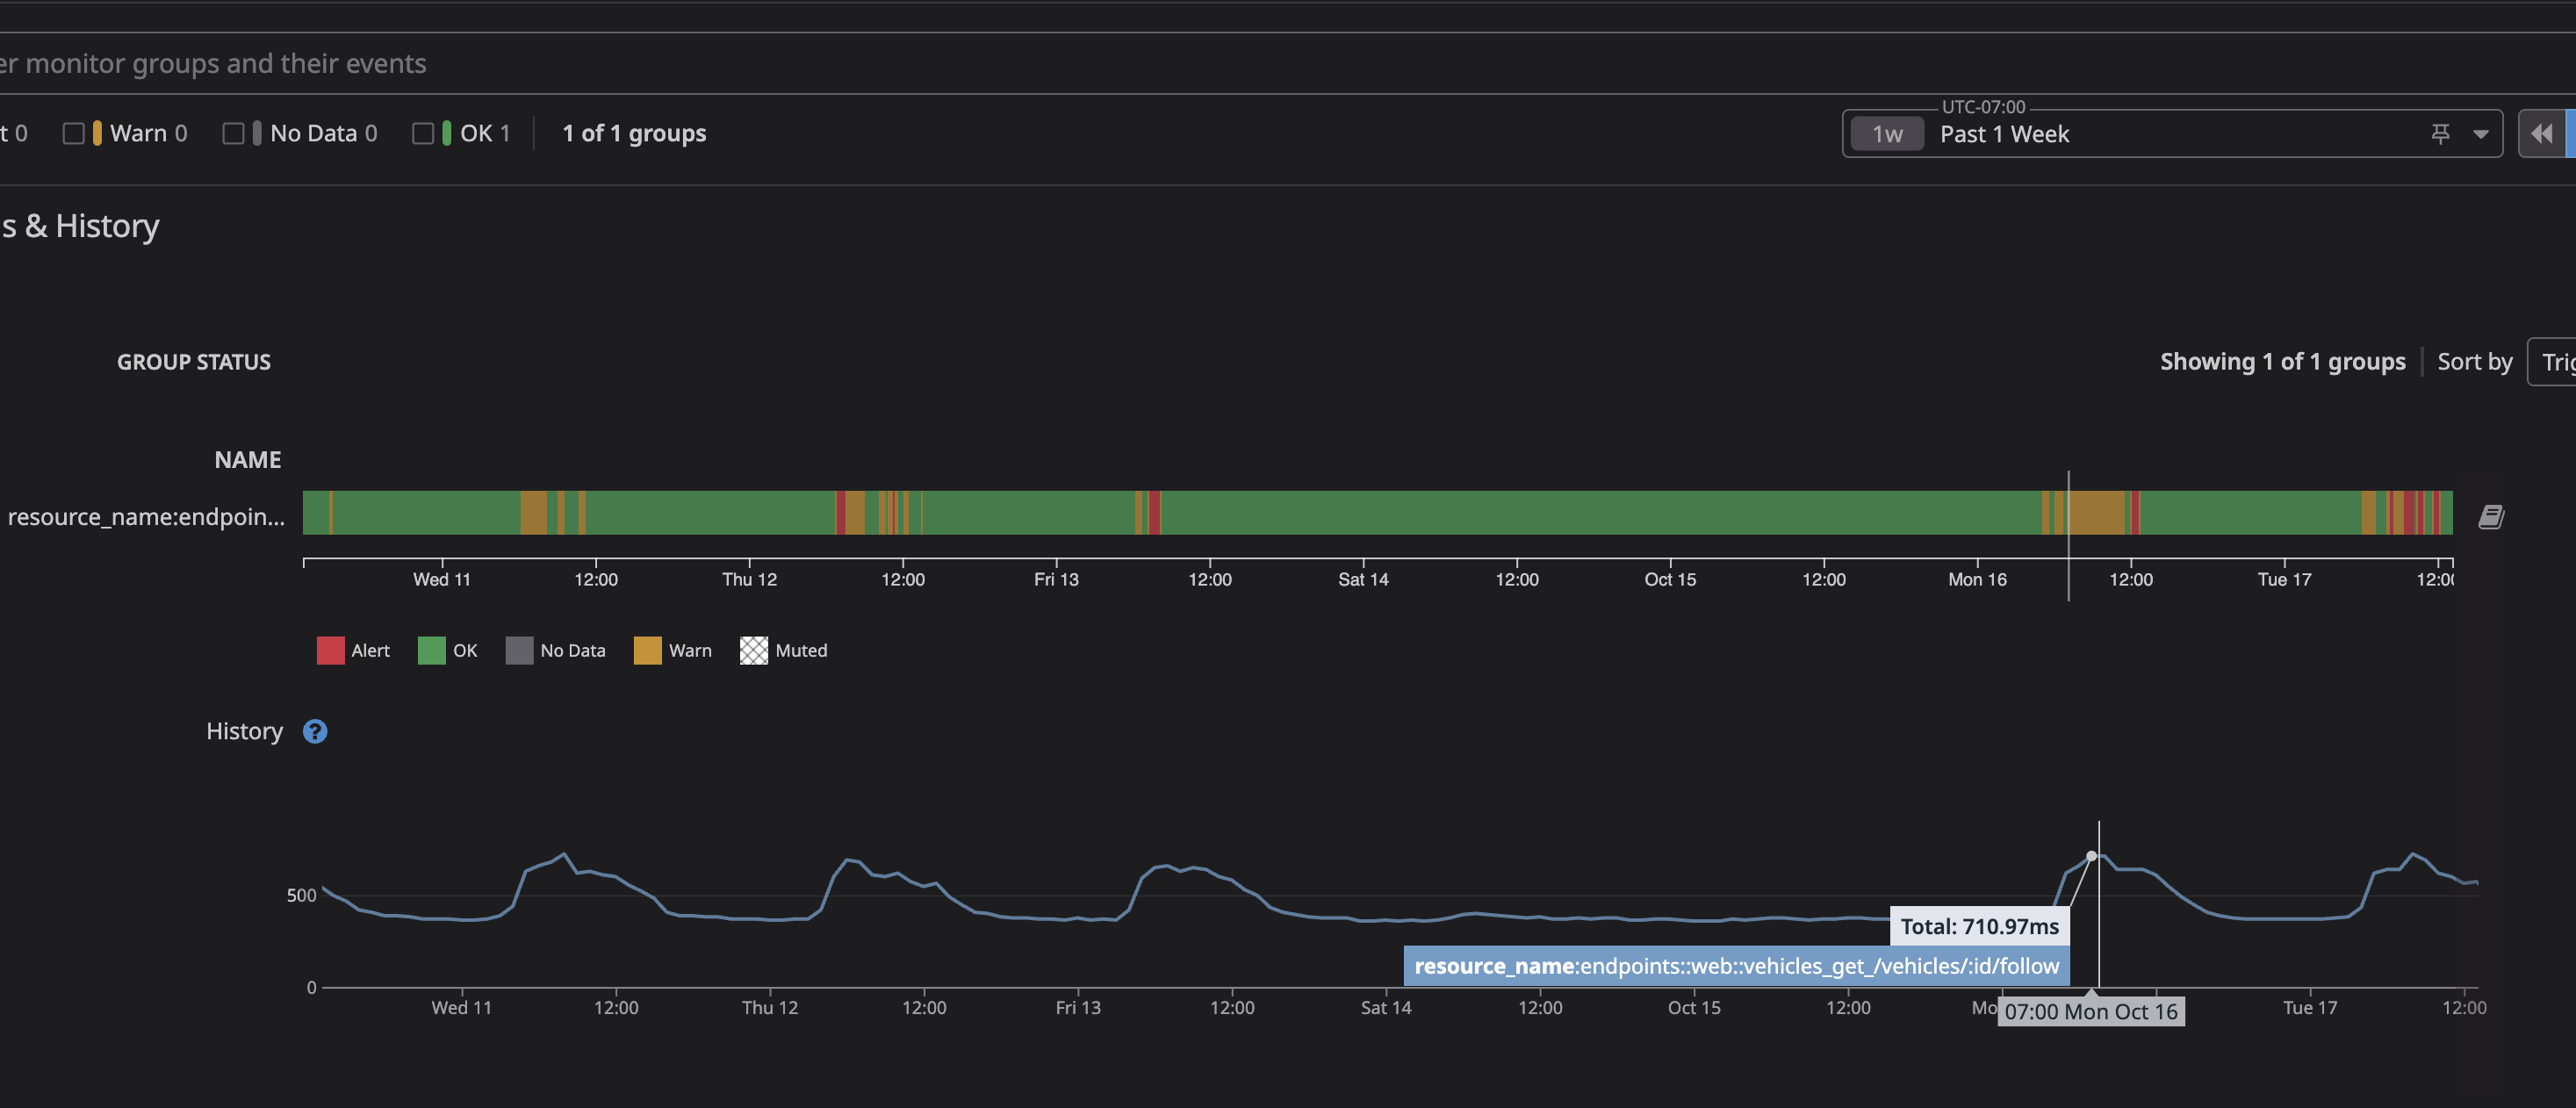 er monitor groups and their events
t 0 Warn 0 No Data 0 OK 1 1 of 1 groups
UTC-07:00
1w Past 1 Week
s & History
GROUP STATUS
Showing 1 of 1 groups Sort by Trig
NAME
resource_name:endpoin...
Wed 11 12:00 Thu 12 12:00 Fri 13 12:00 Sat 14 12:00 Oct 15 12:00 Mon 16 12:00 Tue 17 12:00
Alert OK No Data Warn Muted
History ?
500
Total: 710.97ms
resource_name:endpoints::web::vehicles_get_/vehicles/:id/follow
0
Wed 11 12:00 Thu 12 12:00 Fri 13 12:00 Sat 14 12:00 Oct 15 12:00 Mo 07:00 Mon Oct 16 Tue 17 12:00